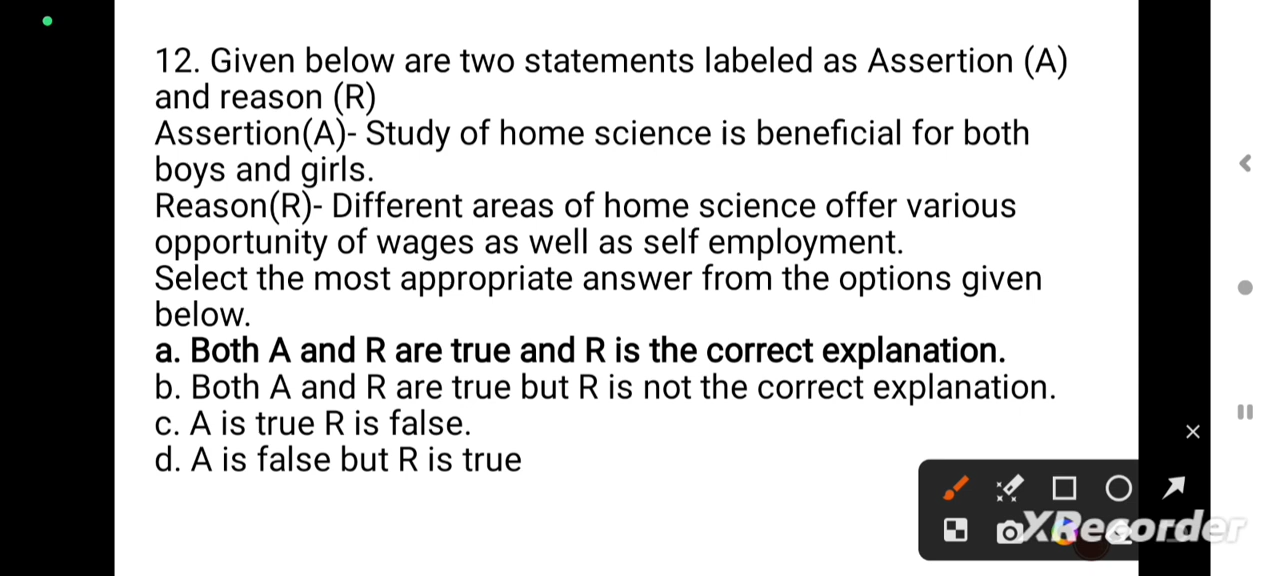 12. Given below are two statements labeled as Assertion (A)
and reason (R)
Assertion(A)- Study of home science is beneficial for both
boys and girls.
Reason(R)- Different areas of home science offer various
opportunity of wages as well as self employment.
Select the most appropriate answer from the options given
below.
a. Both A and R are true and R is the correct explanation.
b. Both A and R are true but R is not the correct explanation.
c. A is true R is false.
d. A is false but R is true
XRecorder